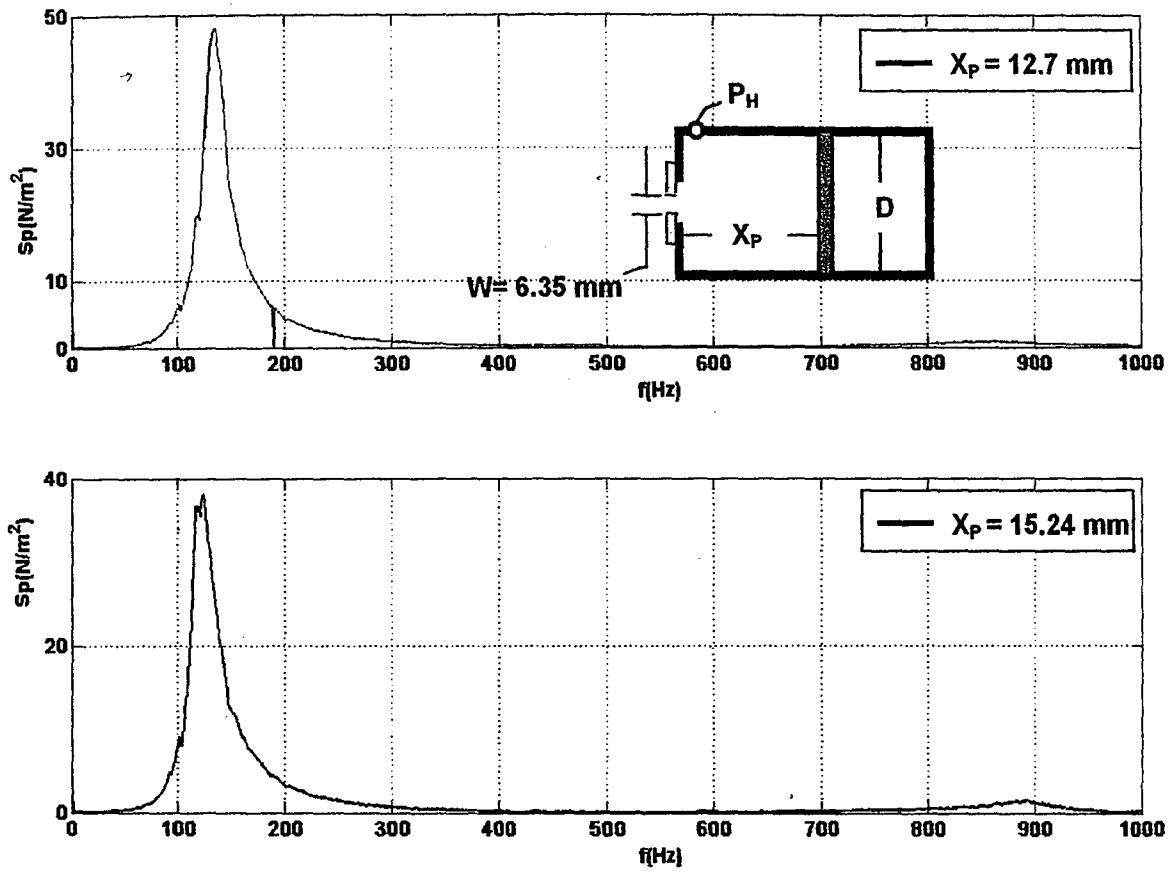 50
30
10
0
Sp(N/m²)
X_P = 12.7 mm
P_H
X_P
D
W= 6.35 mm
0 100 200 300 400 500 600 700 800 900 1000
f(Hz)
40
20
0
Sp(N/m²)
X_P = 15.24 mm
0 100 200 300 400 500 600 700 800 900 1000
f(Hz)